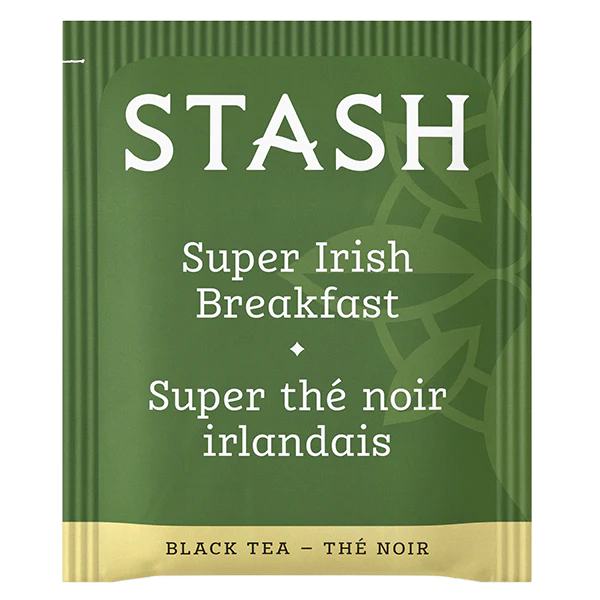 STASH
Super Irish
Breakfast
Super thé noir
irlandais
BLACK TEA – THÉ NOIR